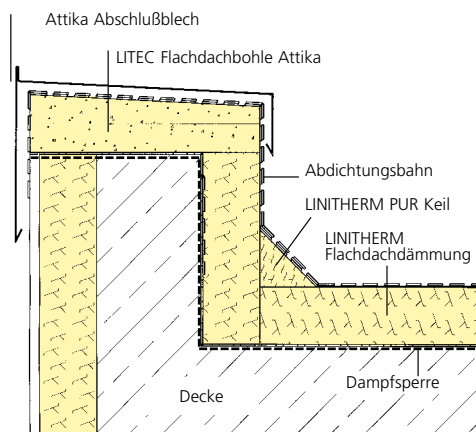 Attika Abschlußblech
LITEC Flachdachbohle Attika
Abdichtungsbahn
LINITHERM PUR Keil
LINITHERM
Flachdachdämmung
Dampfsperre
Decke